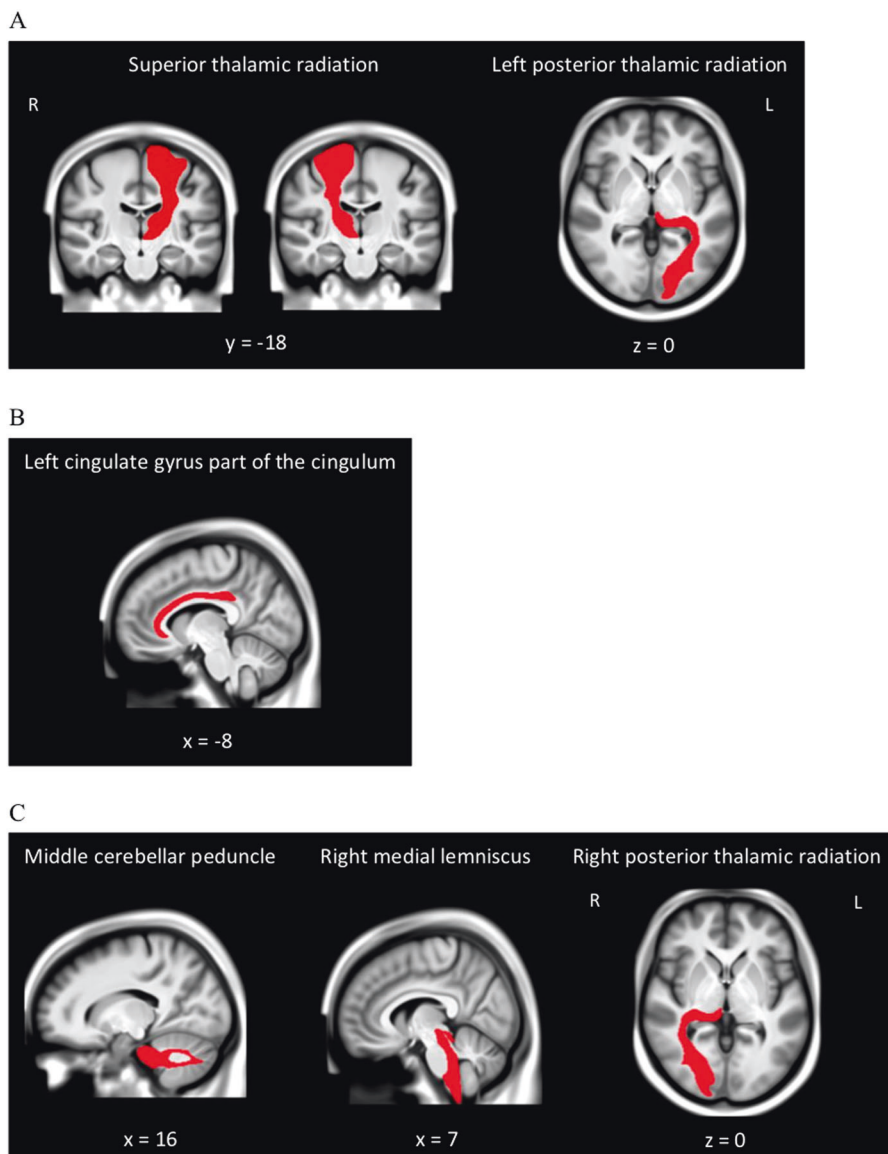 A
Superior thalamic radiation
Left posterior thalamic radiation
R
L
y = -18
z = 0
B
Left cingulate gyrus part of the cingulum
x = -8
C
Middle cerebellar peduncle
Right medial lemniscus
Right posterior thalamic radiation
R
L
x = 16
x = 7
z = 0